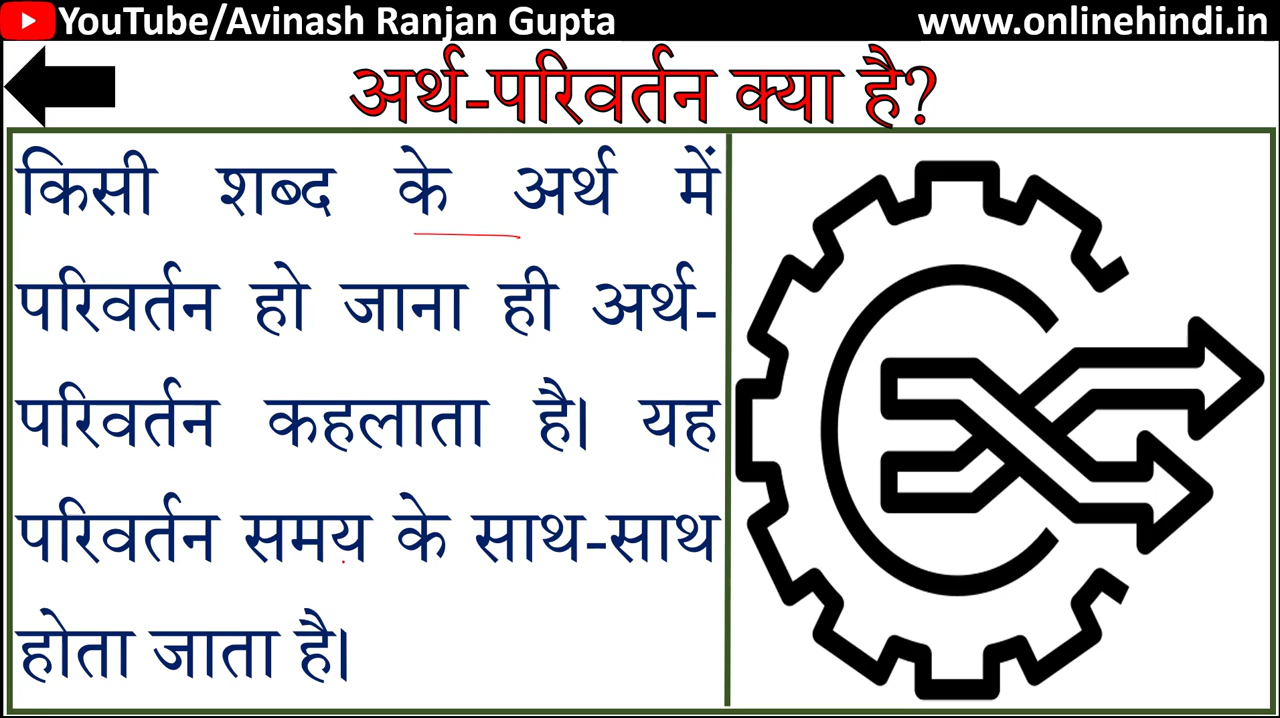 YouTube/Avinash Ranjan Gupta
www.onlinehindi.in
अर्थ-परिवर्तन क्या है?
किसी शब्द के अर्थ में
परिवर्तन हो जाना ही अर्थ-
परिवर्तन कहलाता है। यह
परिवर्तन समय के साथ-साथ
होता जाता है।